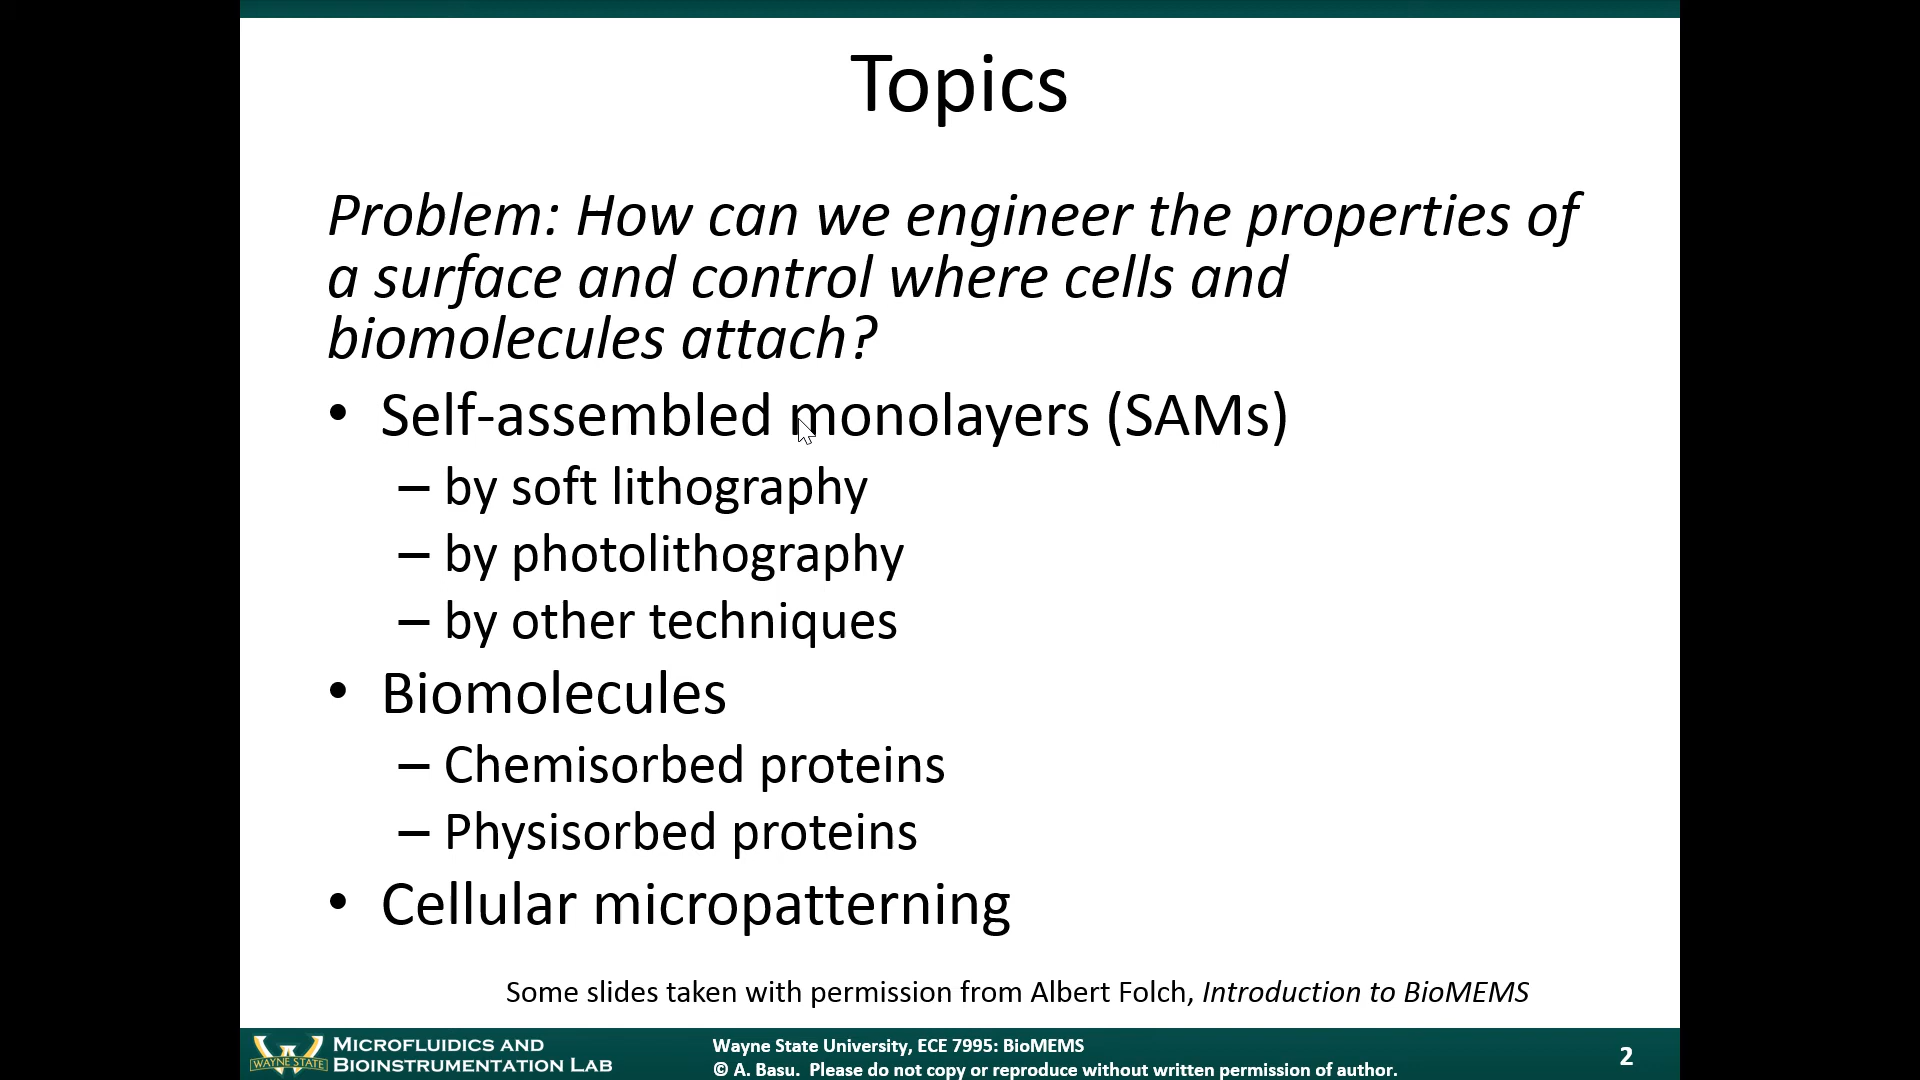 Topics
Problem: How can we engineer the properties of
a surface and control where cells and
biomolecules attach?
• Self-assembled monolayers (SAMs)
– by soft lithography
– by photolithography
– by other techniques
• Biomolecules
– Chemisorbed proteins
– Physisorbed proteins
• Cellular micropatterning
Some slides taken with permission from Albert Folch, Introduction to BioMEMS
WAYNE STATE
MICROFLUIDICS AND
BIOINSTRUMENTATION LAB
Wayne State University, ECE 7995: BioMEMS
© A. Basu.  Please do not copy or reproduce without written permission of author.
2